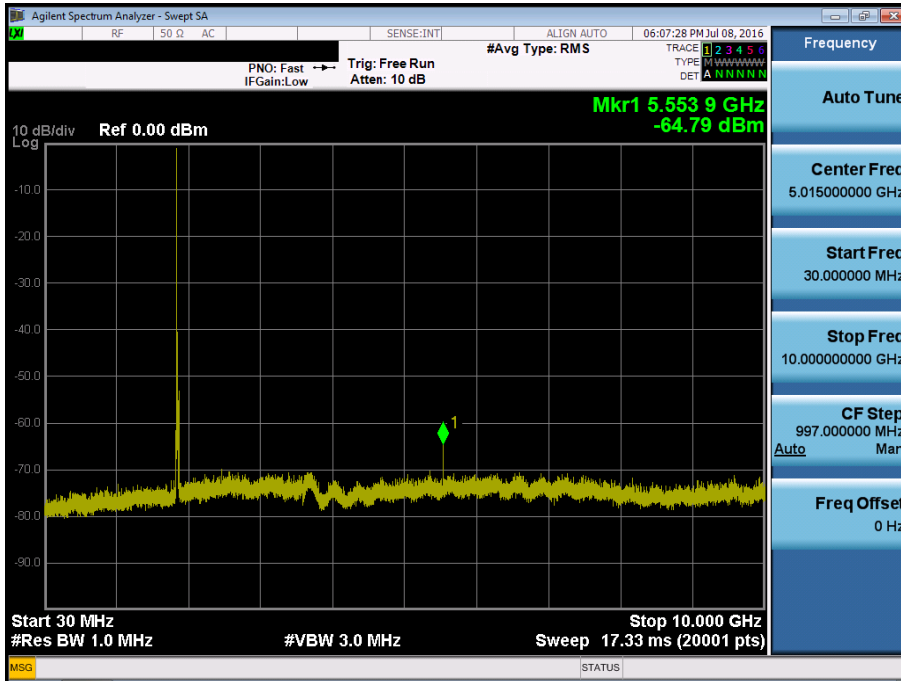 Agilent Spectrum Analyzer - Swept SA
LXI RF 50 Ω AC SENSE:INT ALIGN AUTO 06:07:28 PM Jul 08, 2016
#Avg Type: RMS TRACE 1 2 3 4 5 6
PNO: Fast Trig: Free Run TYPE M WWWWW
IFGain:Low Atten: 10 dB DET A N N N N N
Mkr1 5.553 9 GHz
-64.79 dBm
10 dB/div Ref 0.00 dBm
Log
-10.0
-20.0
-30.0
-40.0
-50.0
-60.0
1
-70.0
-80.0
-90.0
Start 30 MHz Stop 10.000 GHz
#Res BW 1.0 MHz #VBW 3.0 MHz Sweep 17.33 ms (20001 pts)
MSG STATUS
Frequency
Auto Tune
Center Freq
5.015000000 GHz
Start Freq
30.000000 MHz
Stop Freq
10.000000000 GHz
CF Step
997.000000 MHz
Auto Man
Freq Offset
0 Hz